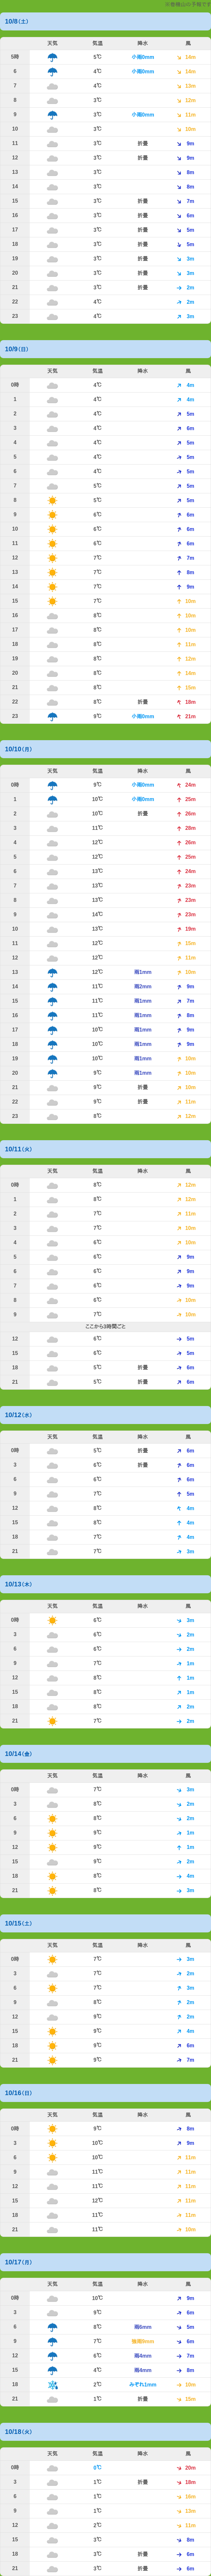 10/8(土)
天気 気温 降水 風
5時 5℃ 小雨0mm 14m
6 4℃ 小雨0mm 14m
7 4℃ 13m
8 3℃ 12m
9 3℃ 小雨0mm 11m
10 3℃ 10m
11 3℃ 折畳 9m
12 3℃ 折畳 9m
13 3℃ 8m
14 3℃ 8m
15 3℃ 折畳 7m
16 3℃ 折畳 6m
17 3℃ 折畳 5m
18 3℃ 折畳 5m
19 3℃ 折畳 3m
20 3℃ 折畳 3m
21 3℃ 折畳 2m
22 4℃ 2m
23 4℃ 3m
10/9(日)
天気 気温 降水 風
0時 4℃ 4m
1 4℃ 4m
2 4℃ 5m
3 4℃ 6m
4 4℃ 5m
5 4℃ 5m
6 4℃ 5m
7 5℃ 5m
8 5℃ 5m
9 6℃ 6m
10 6℃ 6m
11 6℃ 6m
12 7℃ 7m
13 7℃ 8m
14 7℃ 9m
15 7℃ 10m
16 8℃ 10m
17 8℃ 10m
18 8℃ 11m
19 8℃ 12m
20 8℃ 14m
21 8℃ 15m
22 8℃ 折畳 18m
23 9℃ 小雨0mm 21m
10/10(月)
天気 気温 降水 風
0時 9℃ 小雨0mm 24m
1 10℃ 小雨0mm 25m
2 10℃ 折畳 26m
3 11℃ 28m
4 12℃ 26m
5 12℃ 25m
6 13℃ 24m
7 13℃ 23m
8 13℃ 23m
9 14℃ 23m
10 13℃ 19m
11 12℃ 15m
12 12℃ 11m
13 12℃ 雨1mm 10m
14 11℃ 雨2mm 9m
15 11℃ 雨1mm 7m
16 11℃ 雨1mm 8m
17 10℃ 雨1mm 9m
18 10℃ 雨1mm 9m
19 10℃ 雨1mm 10m
20 9℃ 雨1mm 10m
21 9℃ 折畳 10m
22 9℃ 折畳 11m
23 8℃ 12m
10/11(火)
天気 気温 降水 風
0時 8℃ 12m
1 8℃ 12m
2 7℃ 11m
3 7℃ 10m
4 6℃ 10m
5 6℃ 9m
6 6℃ 9m
7 6℃ 9m
8 6℃ 10m
9 7℃ 10m
ここから3時間ごと
12 6℃ 5m
15 6℃ 5m
18 5℃ 折畳 6m
21 5℃ 折畳 6m
10/12(水)
天気 気温 降水 風
0時 5℃ 折畳 6m
3 6℃ 折畳 6m
6 6℃ 6m
9 7℃ 5m
12 8℃ 4m
15 8℃ 4m
18 7℃ 4m
21 7℃ 3m
10/13(木)
天気 気温 降水 風
0時 6℃ 3m
3 6℃ 2m
6 6℃ 2m
9 7℃ 1m
12 8℃ 1m
15 8℃ 1m
18 8℃ 2m
21 7℃ 2m
10/14(金)
天気 気温 降水 風
0時 7℃ 3m
3 8℃ 2m
6 8℃ 2m
9 9℃ 1m
12 9℃ 1m
15 9℃ 2m
18 8℃ 4m
21 8℃ 3m
10/15(土)
天気 気温 降水 風
0時 7℃ 3m
3 7℃ 2m
6 7℃ 3m
9 8℃ 2m
12 9℃ 2m
15 9℃ 4m
18 8℃ 6m
21 9℃ 7m
10/16(日)
天気 気温 降水 風
0時 9℃ 8m
3 10℃ 9m
6 10℃ 11m
9 11℃ 11m
12 11℃ 11m
15 12℃ 11m
18 11℃ 11m
21 11℃ 10m
10/17(月)
天気 気温 降水 風
0時 10℃ 9m
3 9℃ 6m
6 8℃ 雨6mm 5m
9 7℃ 6m
12 6℃ 雨4mm 7m
15 4℃ 雨4mm 8m
18 2℃ みぞれ1mm 10m
21 1℃ 折畳 15m
10/18(火)
天気 気温 降水 風
0時 0℃ 20m
3 1℃ 折畳 18m
6 1℃ 16m
9 1℃ 13m
12 2℃ 11m
15 3℃ 8m
18 3℃ 折畳 6m
21 3℃ 折畳 6m